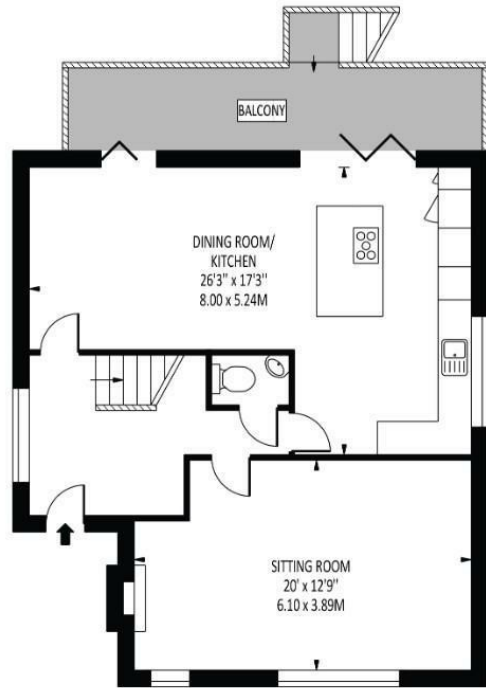 BALCONY
DINING ROOM/
KITCHEN
26'3" x 17'3"
8.00 x 5.24M
SITTING ROOM
20' x 12'9"
6.10 x 3.89M